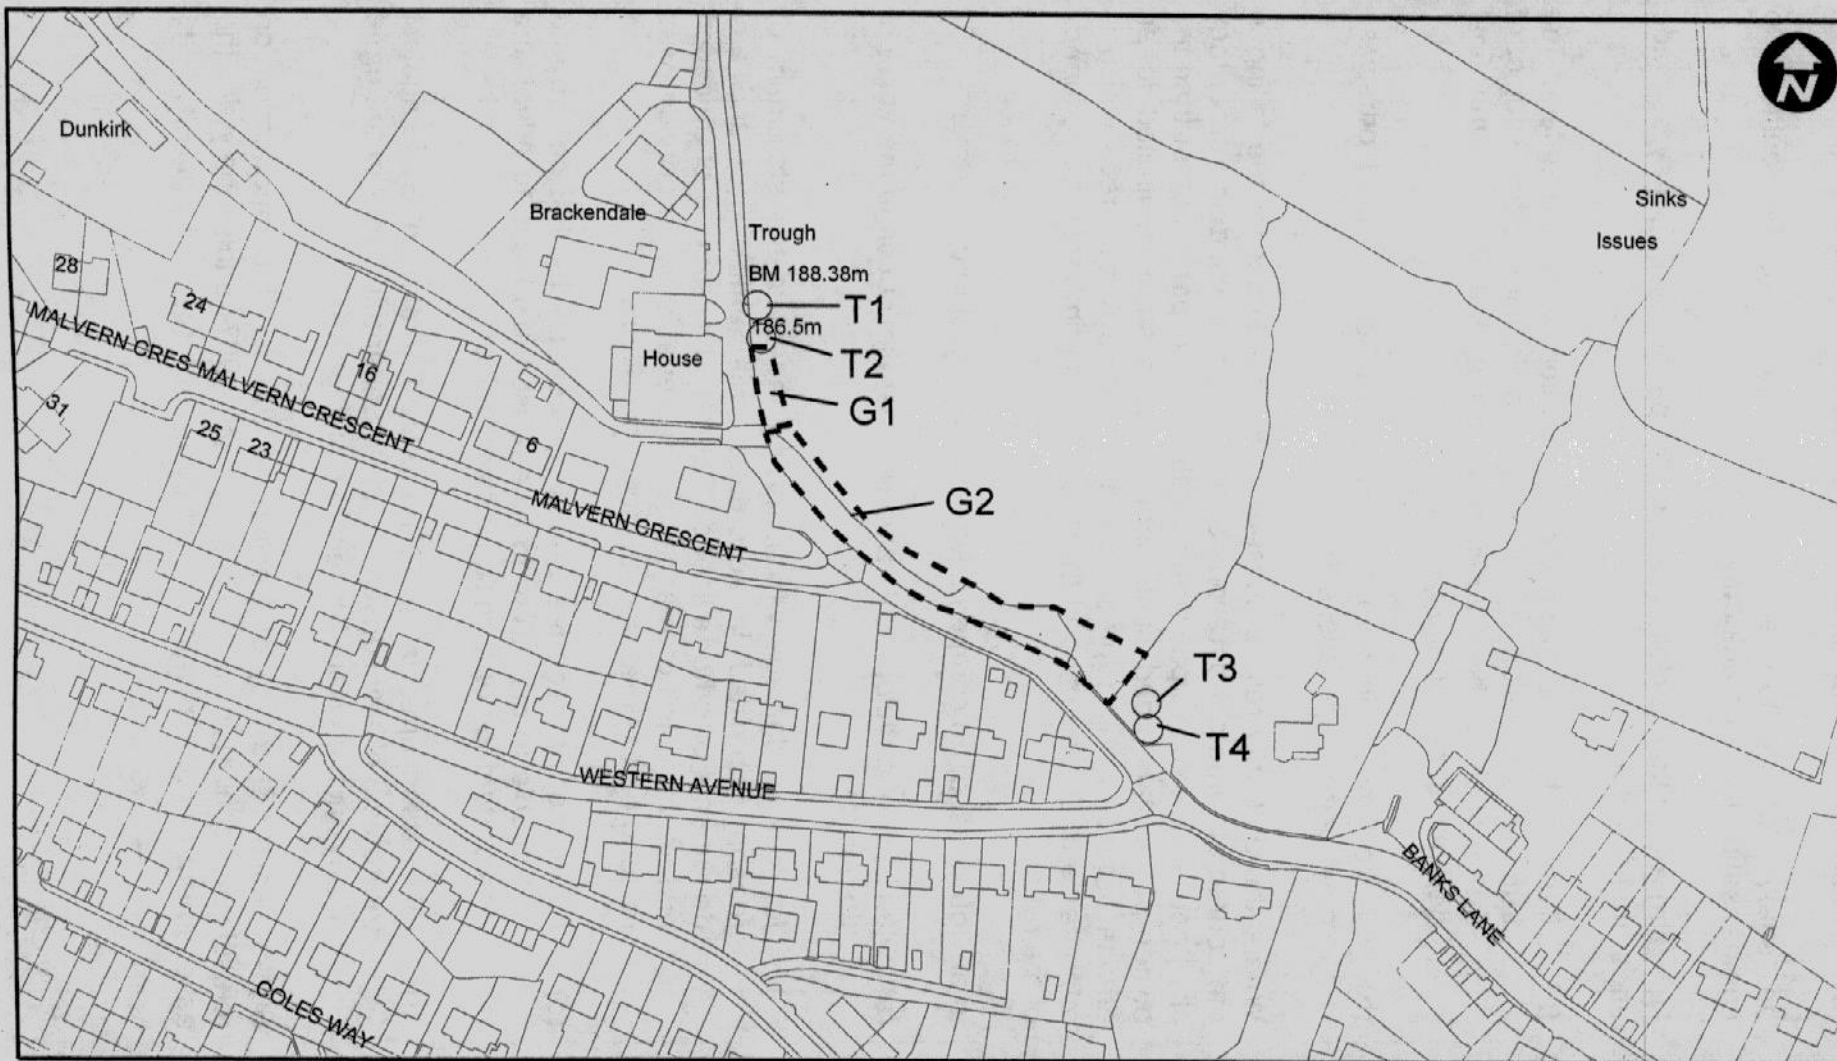 N
Dunkirk
Brackendale
Trough
Sinks
Issues
BM 188.38m
28
24
T1
186.5m
MALVERN CRES
MALVERN CRESCENT
16
House
T2
31
G1
25
23
6
MALVERN CRESCENT
G2
T3
T4
WESTERN AVENUE
BANKS LANE
COLES WAY